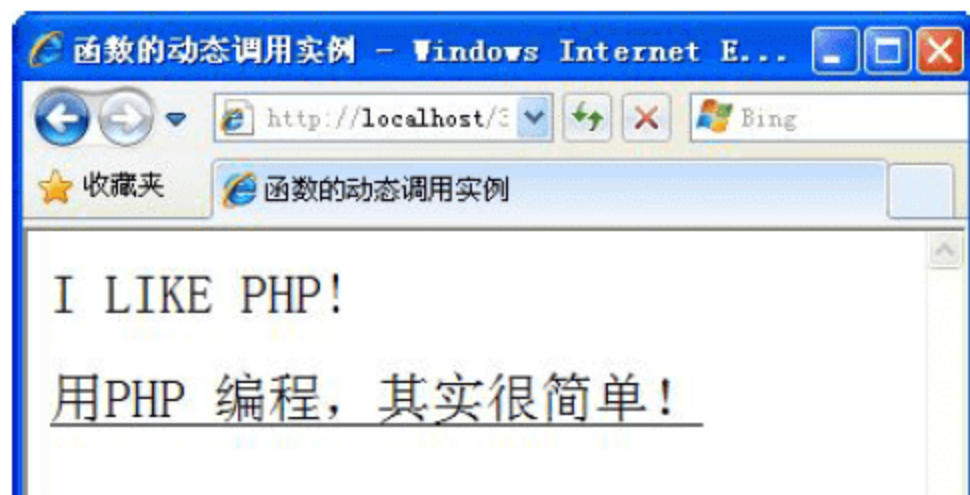 函数的动态调用实例 - Windows Internet E...
http://localhost/3
Bing
收藏夹
函数的动态调用实例
I LIKE PHP!
用PHP 编程，其实很简单！